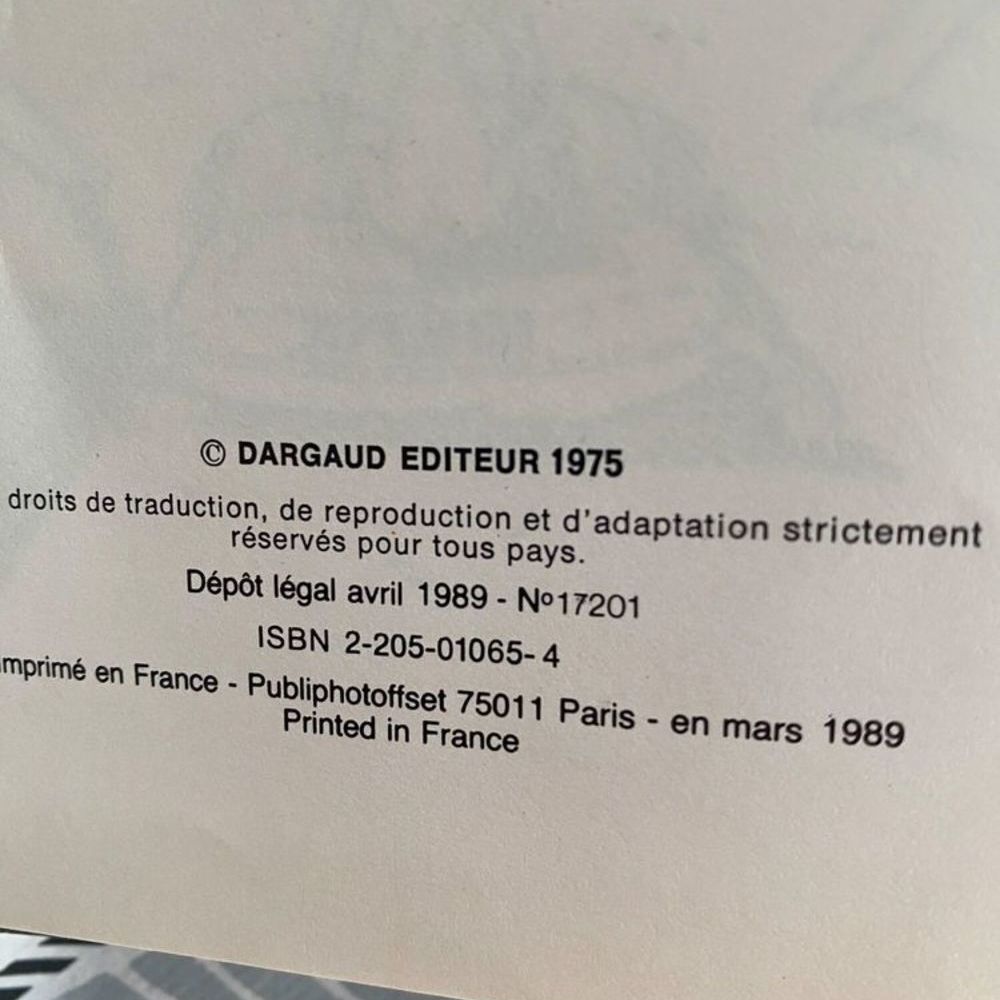 © DARGAUD EDITEUR 1975
droits de traduction, de reproduction et d'adaptation strictement
réservés pour tous pays.
Dépôt légal avril 1989 - Nº17201
ISBN 2-205-01065-4
mprimé en France - Publiphotoffset 75011 Paris - en mars 1989
Printed in France